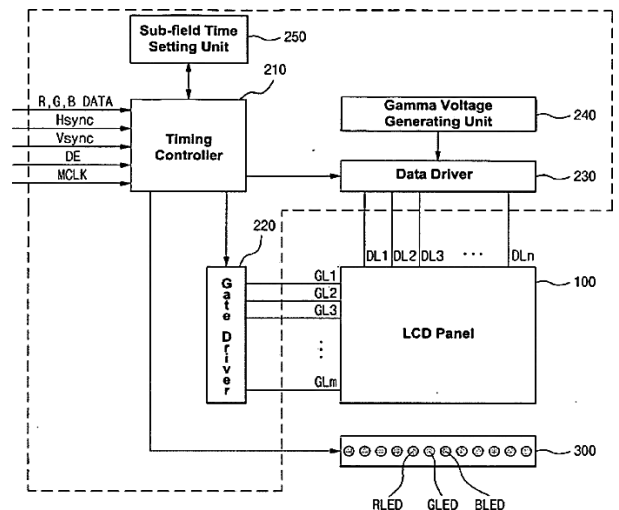 Sub-field Time
Setting Unit
250
210
R,G,B DATA
Hsync
Vsync
DE
MCLK
Timing
Controller
Gamma Voltage
Generating Unit
240
Data Driver
230
220
DL1 DL2 DL3 ... DLn
Gate Driver
GL1
GL2
GL3
⋮
GLm
LCD Panel
100
300
RLED GLED BLED